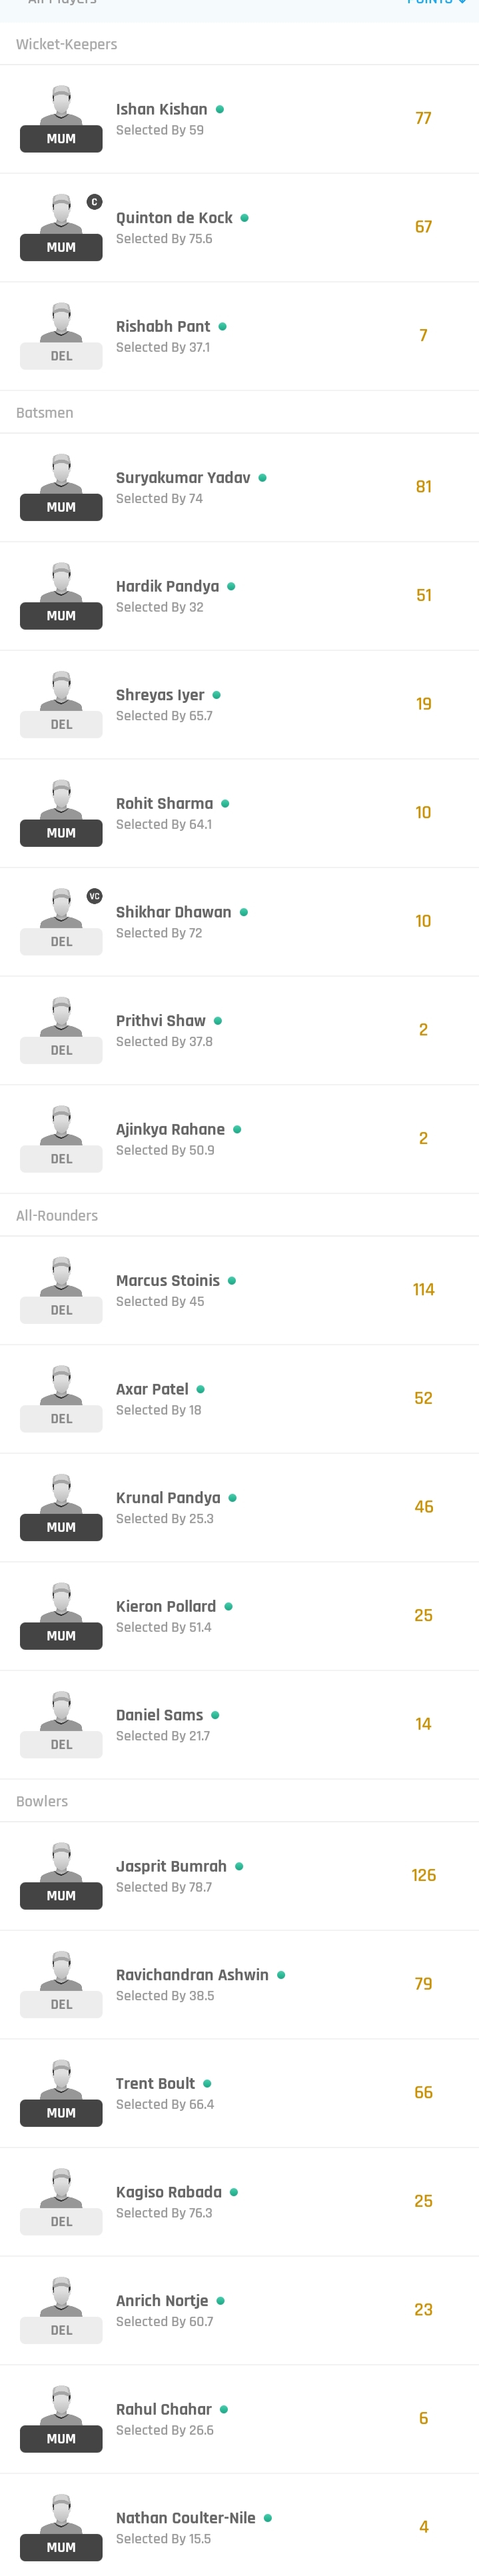 All Players POINTS
Wicket-Keepers
Ishan Kishan
Selected By 59
77
MUM
C
Quinton de Kock
Selected By 75.6
67
MUM
Rishabh Pant
Selected By 37.1
7
DEL
Batsmen
Suryakumar Yadav
Selected By 74
81
MUM
Hardik Pandya
Selected By 32
51
MUM
Shreyas Iyer
Selected By 65.7
19
DEL
Rohit Sharma
Selected By 64.1
10
MUM
VC
Shikhar Dhawan
Selected By 72
10
DEL
Prithvi Shaw
Selected By 37.8
2
DEL
Ajinkya Rahane
Selected By 50.9
2
DEL
All-Rounders
Marcus Stoinis
Selected By 45
114
DEL
Axar Patel
Selected By 18
52
DEL
Krunal Pandya
Selected By 25.3
46
MUM
Kieron Pollard
Selected By 51.4
25
MUM
Daniel Sams
Selected By 21.7
14
DEL
Bowlers
Jasprit Bumrah
Selected By 78.7
126
MUM
Ravichandran Ashwin
Selected By 38.5
79
DEL
Trent Boult
Selected By 66.4
66
MUM
Kagiso Rabada
Selected By 76.3
25
DEL
Anrich Nortje
Selected By 60.7
23
DEL
Rahul Chahar
Selected By 26.6
6
MUM
Nathan Coulter-Nile
Selected By 15.5
4
MUM